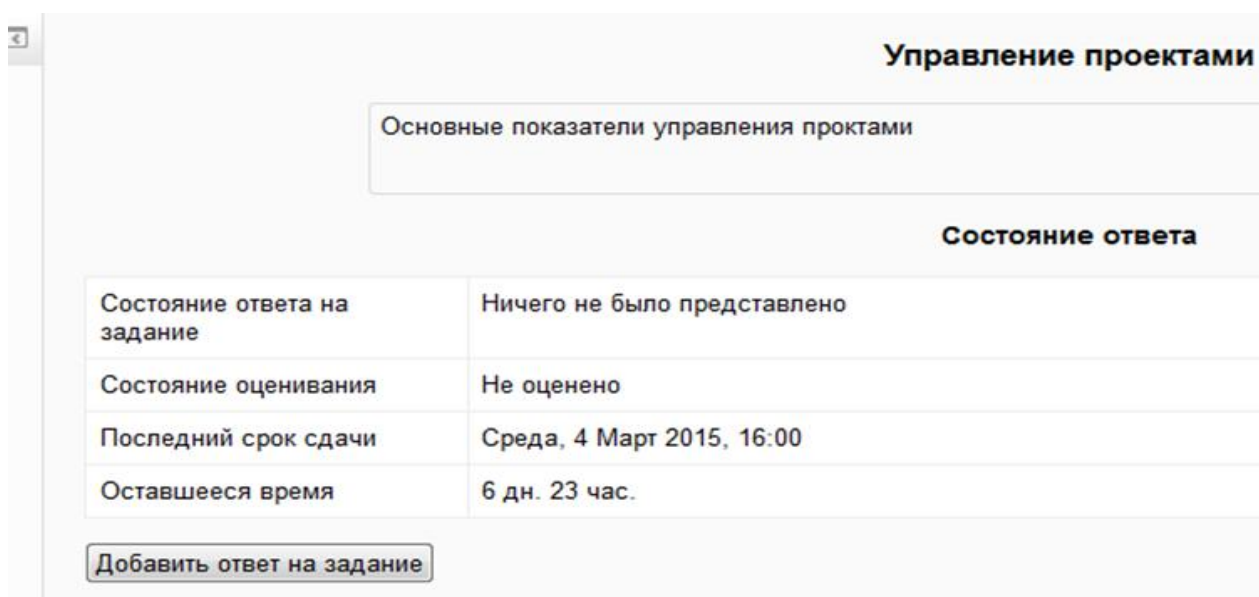 Управление проектами
Основные показатели управления проктами
Состояние ответа
Состояние ответа на
задание
Ничего не было представлено
Состояние оценивания
Не оценено
Последний срок сдачи
Среда, 4 Март 2015, 16:00
Оставшееся время
6 дн. 23 час.
Добавить ответ на задание